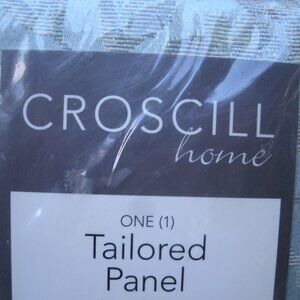 CROSCILL
home
ONE (1)
Tailored
Panel